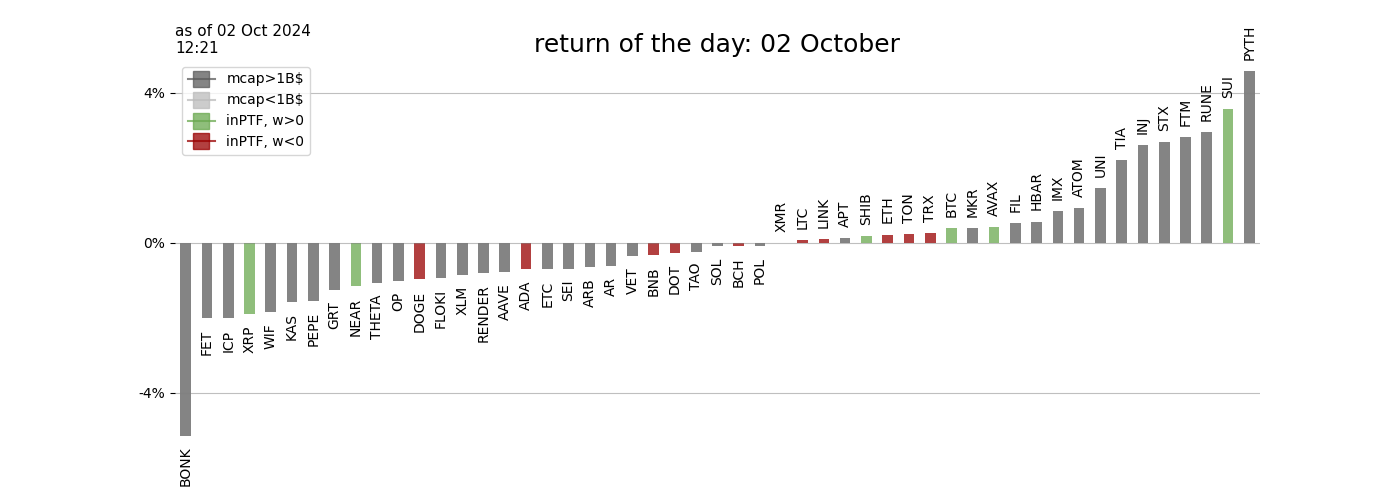 as of 02 Oct 2024
12:21
return of the day: 02 October
mcap>1B$
mcap<1B$
inPTF, w>0
inPTF, w<0
4%
0%
-4%
BONK
FET
ICP
XRP
WIF
KAS
PEPE
GRT
NEAR
THETA
OP
DOGE
FLOKI
XLM
RENDER
AAVE
ADA
ETC
SEI
ARB
AR
VET
BNB
DOT
TAO
SOL
BCH
POL
XMR
LTC
LINK
APT
SHIB
ETH
TON
TRX
BTC
MKR
AVAX
FIL
HBAR
IMX
ATOM
UNI
TIA
INJ
STX
FTM
RUNE
SUI
PYTH